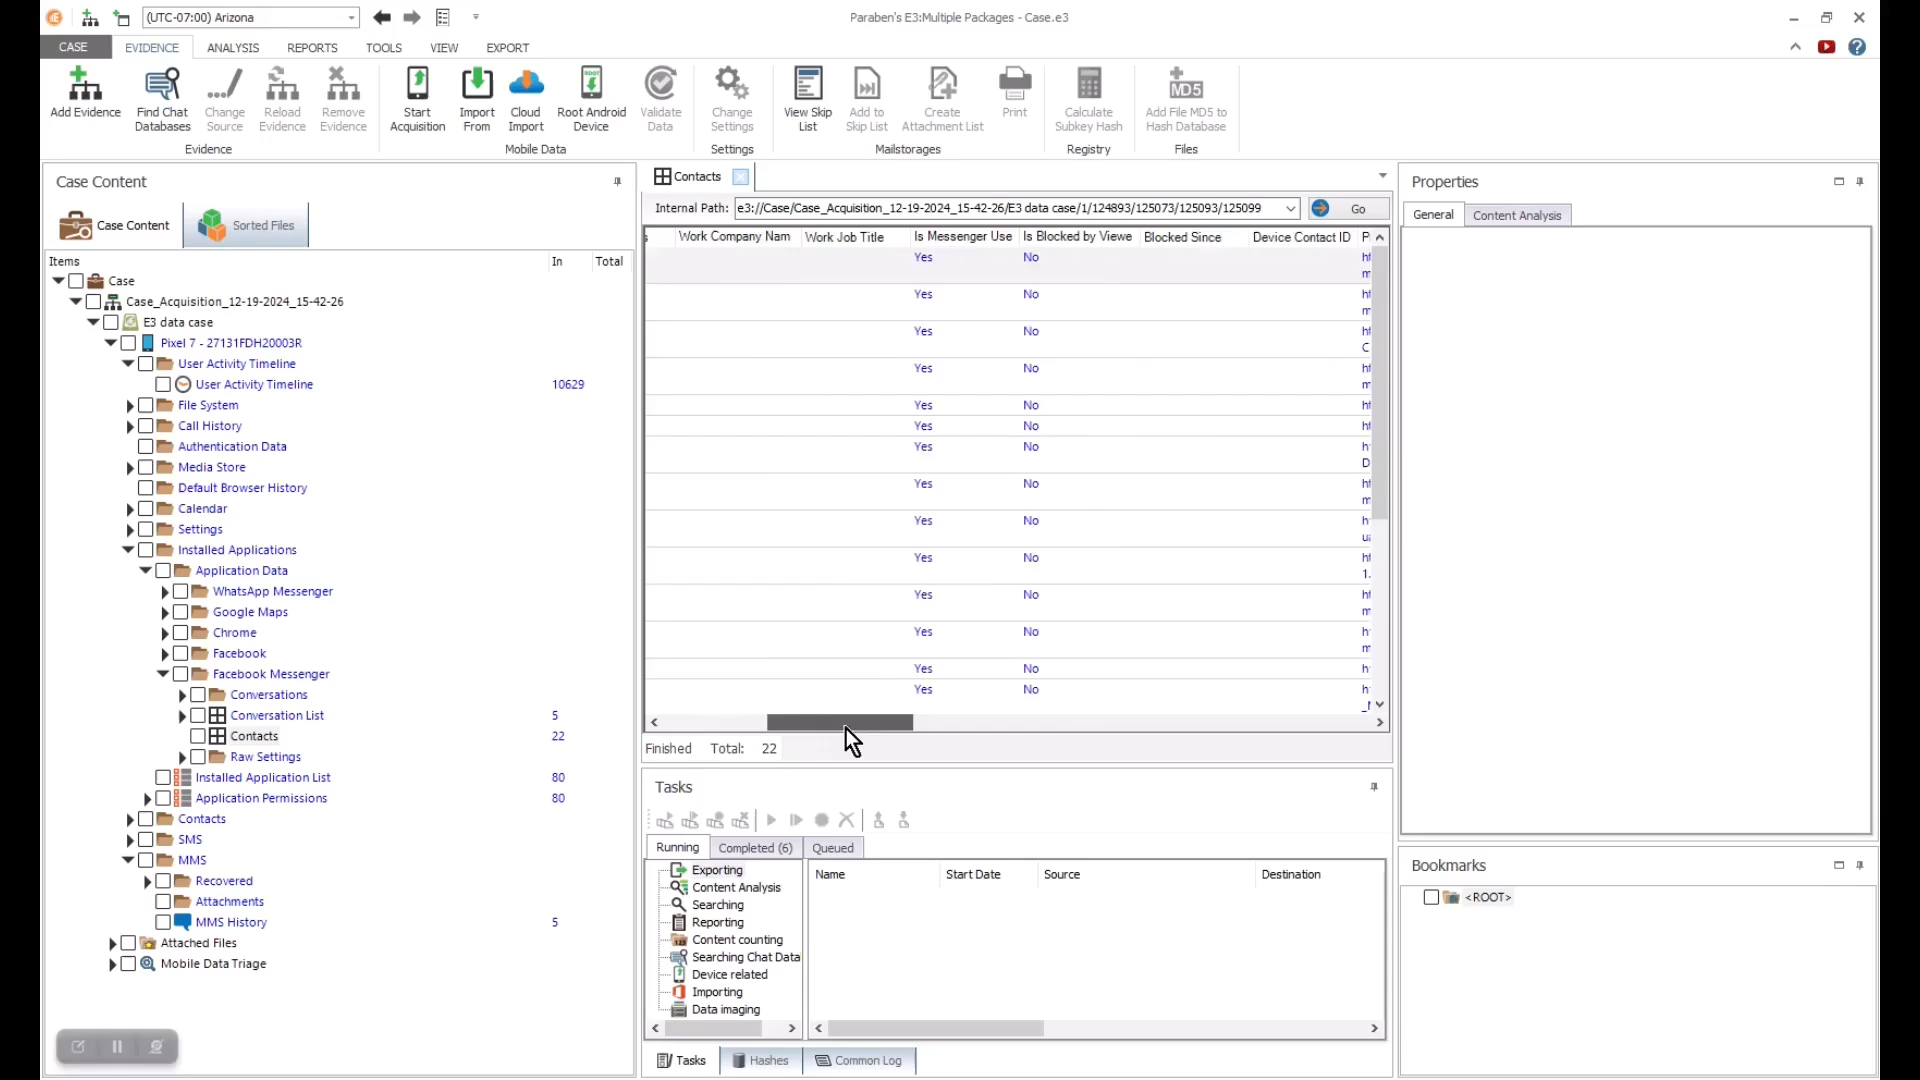 (UTC-07:00) Arizona
Paraben's E3:Multiple Packages - Case.e3
CASE EVIDENCE ANALYSIS REPORTS TOOLS VIEW EXPORT
Add Evidence
Find Chat Databases
Change Source
Reload Evidence
Remove Evidence
Evidence
Start Acquisition
Import From
Cloud Import
Root Android Device
Validate Data
Mobile Data
Change Settings
Settings
View Skip List
Add to Skip List
Create Attachment List
Print
Mailstorages
Calculate Subkey Hash
Registry
MD5
Add File MD5 to Hash Database
Files
Case Content
Case Content
Sorted Files
Items In Total
Case
Case_Acquisition_12-19-2024_15-42-26
E3 data case
Pixel 7 - 27131FDH20003R
User Activity Timeline
User Activity Timeline 10629
File System
Call History
Authentication Data
Media Store
Default Browser History
Calendar
Settings
Installed Applications
Application Data
WhatsApp Messenger
Google Maps
Chrome
Facebook
Facebook Messenger
Conversations
Conversation List 5
Contacts 22
Raw Settings
Installed Application List 80
Application Permissions 80
Contacts
SMS
MMS
Recovered
Attachments
MMS History 5
Attached Files
Mobile Data Triage
Contacts
Internal Path: e3://Case/Case_Acquisition_12-19-2024_15-42-26/E3 data case/1/124893/125073/125093/125099 Go
Work Company Nam Work Job Title Is Messenger Use Is Blocked by Viewe Blocked Since Device Contact ID
Yes No
Yes No
Yes No
Yes No
Yes No
Yes No
Yes No
Yes No
Yes No
Yes No
Yes No
Yes No
Yes No
Yes No
Finished Total: 22
Tasks
Running Completed (6) Queued
Exporting
Content Analysis
Searching
Reporting
Content counting
Searching Chat Data
Device related
Importing
Data imaging
Name Start Date Source Destination
Tasks Hashes Common Log
Properties
General Content Analysis
Bookmarks
<ROOT>